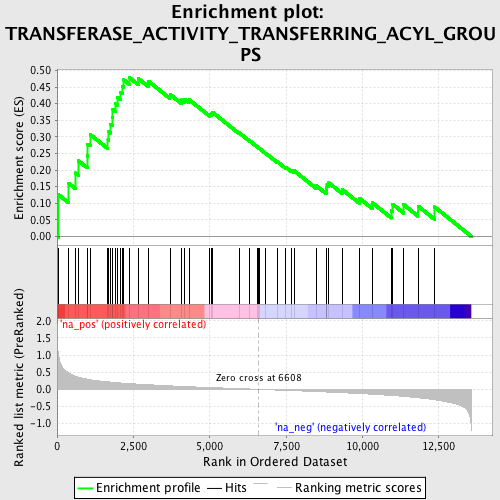 Enrichment plot:
TRANSFERASE_ACTIVITY_TRANSFERRING_ACYL_GROU
PS
Enrichment score (ES)
0.50
0.45
0.40
0.35
0.30
0.25
0.20
0.15
0.10
0.05
0.00
'na_pos' (positively correlated)
Ranked list metric (PreRanked)
2.0
1.5
1.0
0.5
0.0
-0.5
-1.0
Zero cross at 6608
'na_neg' (negatively correlated)
0
2,500
5,000
7,500
10,000
12,500
Rank in Ordered Dataset
Enrichment profile
Hits
Ranking metric scores